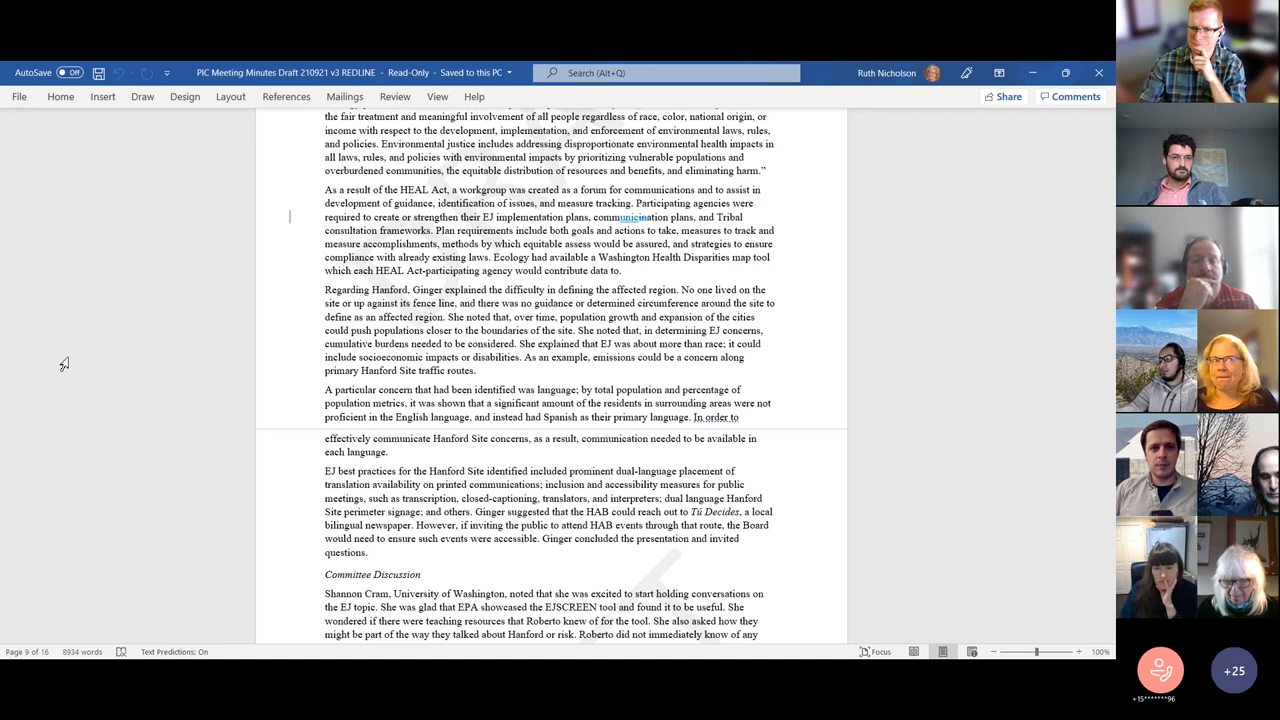 AutoSave Off PIC Meeting Minutes Draft 210921 v3 REDLINE - Read-Only - Saved to this PC Search (Alt+Q) Ruth Nicholson
File Home Insert Draw Design Layout References Mailings Review View Help Share Comments
the fair treatment and meaningful involvement of all people regardless of race, color, national origin, or
income with respect to the development, implementation, and enforcement of environmental laws, rules,
and policies. Environmental justice includes addressing disproportionate environmental health impacts in
all laws, rules, and policies with environmental impacts by prioritizing vulnerable populations and
overburdened communities, the equitable distribution of resources and benefits, and eliminating harm.”
As a result of the HEAL Act, a workgroup was created as a forum for communications and to assist in
development of guidance, identification of issues, and measure tracking. Participating agencies were
required to create or strengthen their EJ implementation plans, communicination plans, and Tribal
consultation frameworks. Plan requirements include both goals and actions to take, measures to track and
measure accomplishments, methods by which equitable assess would be assured, and strategies to ensure
compliance with already existing laws. Ecology had available a Washington Health Disparities map tool
which each HEAL Act-participating agency would contribute data to.
Regarding Hanford, Ginger explained the difficulty in defining the affected region. No one lived on the
site or up against its fence line, and there was no guidance or determined circumference around the site to
define as an affected region. She noted that, over time, population growth and expansion of the cities
could push populations closer to the boundaries of the site. She noted that, in determining EJ concerns,
cumulative burdens needed to be considered. She explained that EJ was about more than race; it could
include socioeconomic impacts or disabilities. As an example, emissions could be a concern along
primary Hanford Site traffic routes.
A particular concern that had been identified was language; by total population and percentage of
population metrics, it was shown that a significant amount of the residents in surrounding areas were not
proficient in the English language, and instead had Spanish as their primary language. In order to
effectively communicate Hanford Site concerns, as a result, communication needed to be available in
each language.
EJ best practices for the Hanford Site identified included prominent dual-language placement of
translation availability on printed communications; inclusion and accessibility measures for public
meetings, such as transcription, closed-captioning, translators, and interpreters; dual language Hanford
Site perimeter signage; and others. Ginger suggested that the HAB could reach out to Tú Decides, a local
bilingual newspaper. However, if inviting the public to attend HAB events through that route, the Board
would need to ensure such events were accessible. Ginger concluded the presentation and invited
questions.
Committee Discussion
Shannon Cram, University of Washington, noted that she was excited to start holding conversations on
the EJ topic. She was glad that EPA showcased the EJSCREEN tool and found it to be useful. She
wondered if there were teaching resources that Roberto knew of for the tool. She also asked how they
might be part of the way they talked about Hanford or risk. Roberto did not immediately know of any
Page 9 of 16 8934 words Text Predictions: On Focus 100%
+25
+15*******96